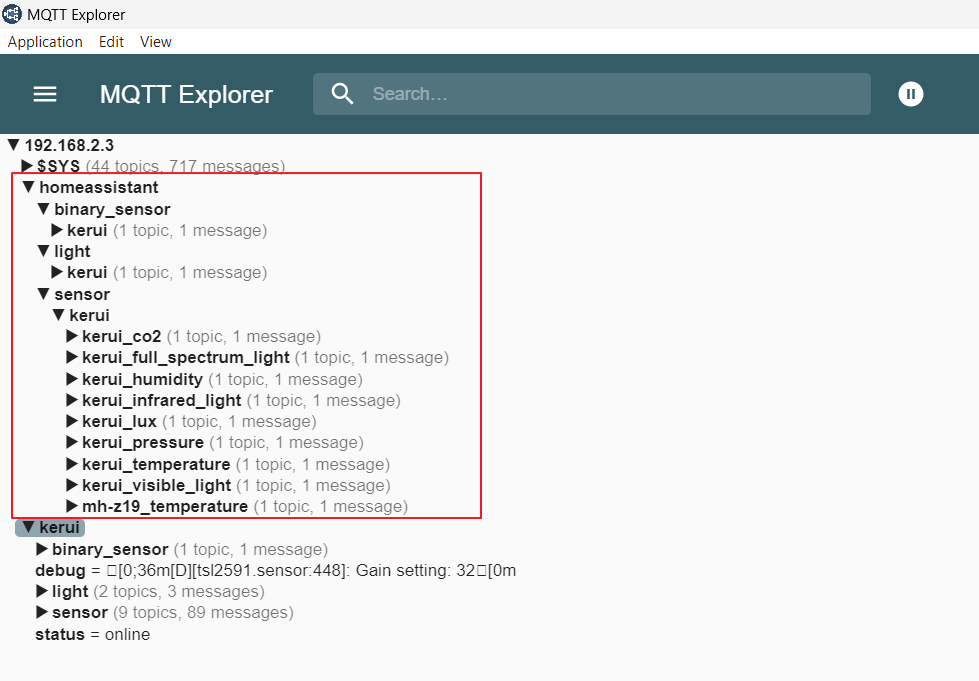 MQTT Explorer
Application Edit View
MQTT Explorer Search...
▼ 192.168.2.3
▶ $SYS (44 topics, 717 messages)
▼ homeassistant
▼ binary_sensor
▶ kerui (1 topic, 1 message)
▼ light
▶ kerui (1 topic, 1 message)
▼ sensor
▼ kerui
▶ kerui_co2 (1 topic, 1 message)
▶ kerui_full_spectrum_light (1 topic, 1 message)
▶ kerui_humidity (1 topic, 1 message)
▶ kerui_infrared_light (1 topic, 1 message)
▶ kerui_lux (1 topic, 1 message)
▶ kerui_pressure (1 topic, 1 message)
▶ kerui_temperature (1 topic, 1 message)
▶ kerui_visible_light (1 topic, 1 message)
▶ mh-z19_temperature (1 topic, 1 message)
▼ kerui
▶ binary_sensor (1 topic, 1 message)
debug = □[0;36m[D][tsl2591.sensor:448]: Gain setting: 32□[0m
▶ light (2 topics, 3 messages)
▶ sensor (9 topics, 89 messages)
status = online